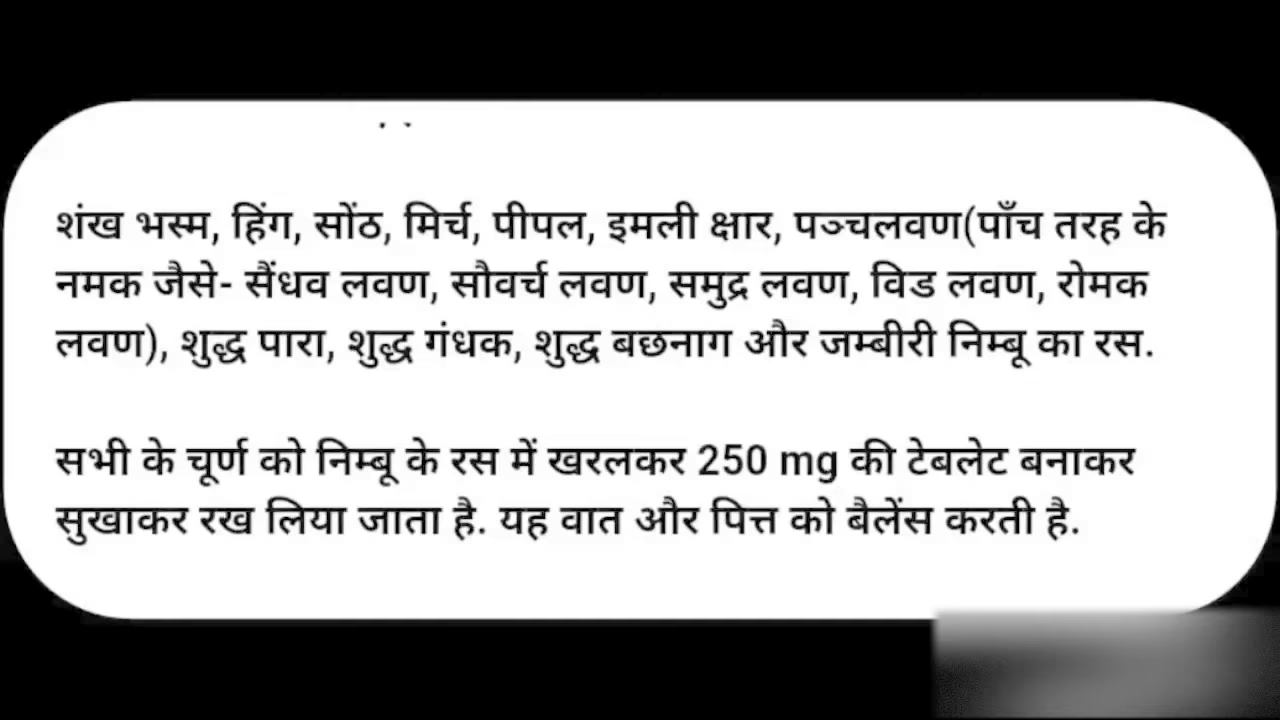 शंख भस्म, हिंग, सोंठ, मिर्च, पीपल, इमली क्षार, पञ्चलवण(पाँच तरह के
नमक जैसे- सैंधव लवण, सौवर्च लवण, समुद्र लवण, विड लवण, रोमक
लवण), शुद्ध पारा, शुद्ध गंधक, शुद्ध बछनाग और जम्बीरी निम्बू का रस.
सभी के चूर्ण को निम्बू के रस में खरलकर 250 mg की टेबलेट बनाकर
सुखाकर रख लिया जाता है. यह वात और पित्त को बैलेंस करती है.